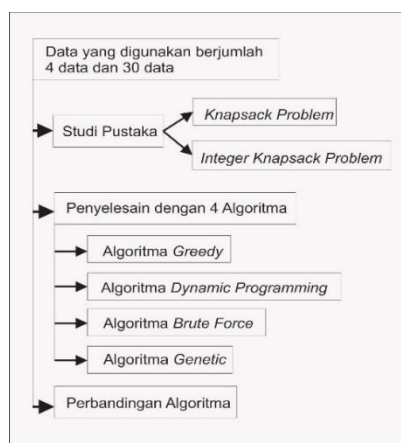 Data yang digunakan berjumlah
4 data dan 30 data
Studi Pustaka
Knapsack Problem
Integer Knapsack Problem
Penyelesain dengan 4 Algoritma
Algoritma Greedy
Algoritma Dynamic Programming
Algoritma Brute Force
Algoritma Genetic
Perbandingan Algoritma